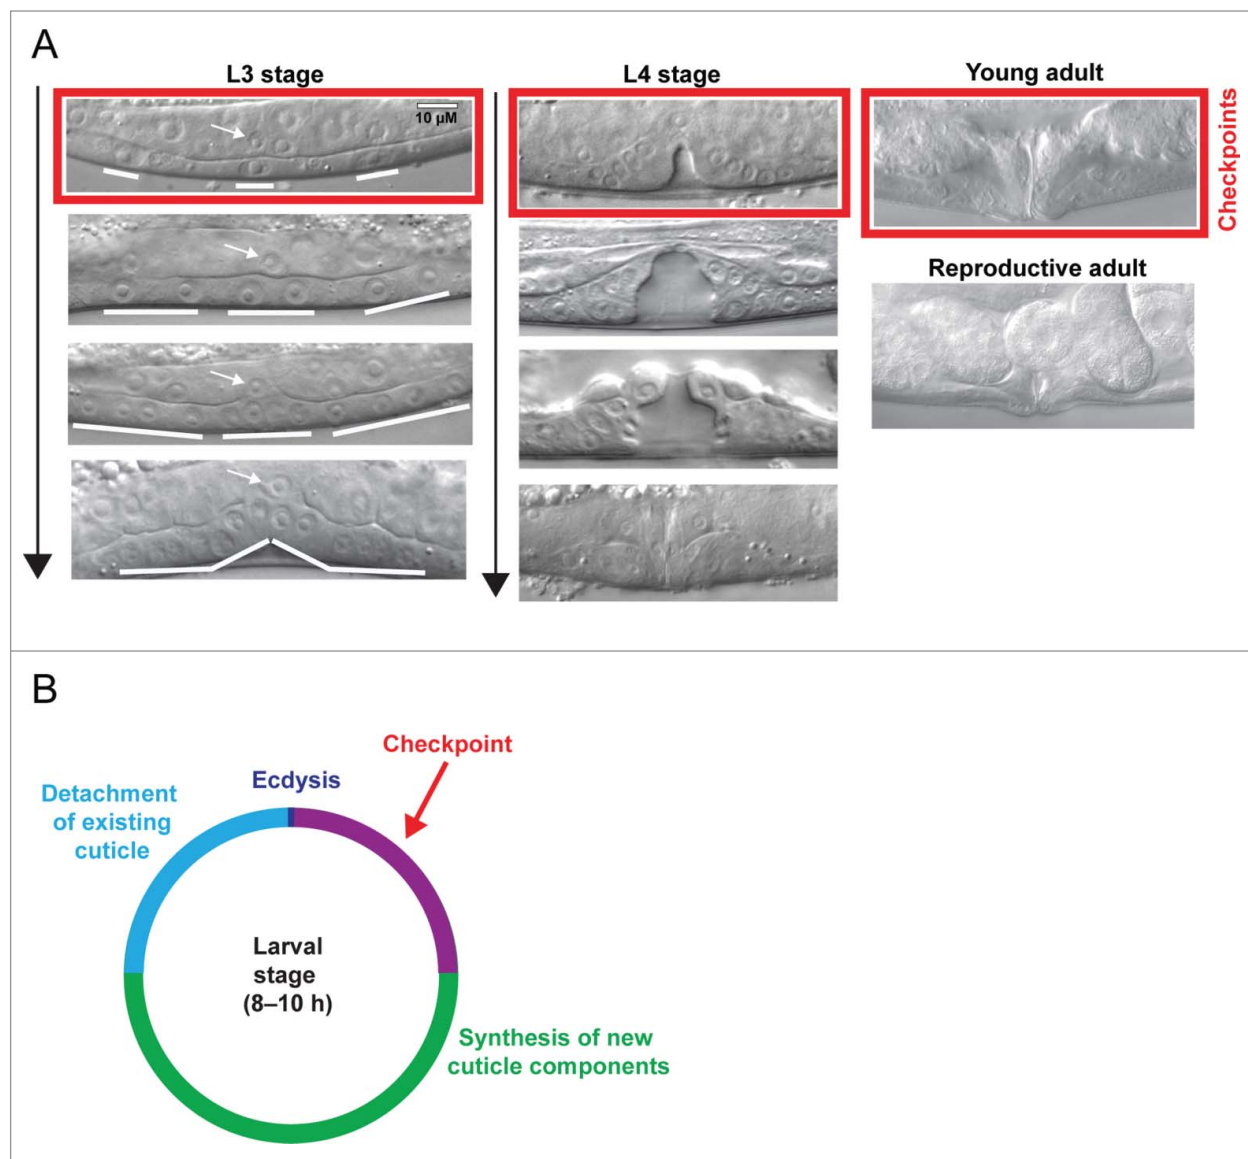 A
L3 stage
L4 stage
Young adult
10 µM
Checkpoints
Reproductive adult
B
Checkpoint
Ecdysis
Detachment
of existing
cuticle
Larval
stage
(8–10 h)
Synthesis of new
cuticle components